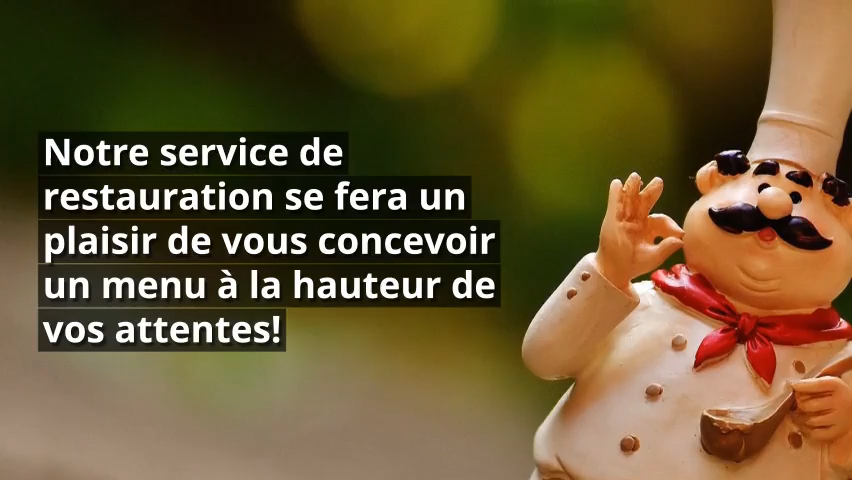 Notre service de
restauration se fera un
plaisir de vous concevoir
un menu à la hauteur de
vos attentes!